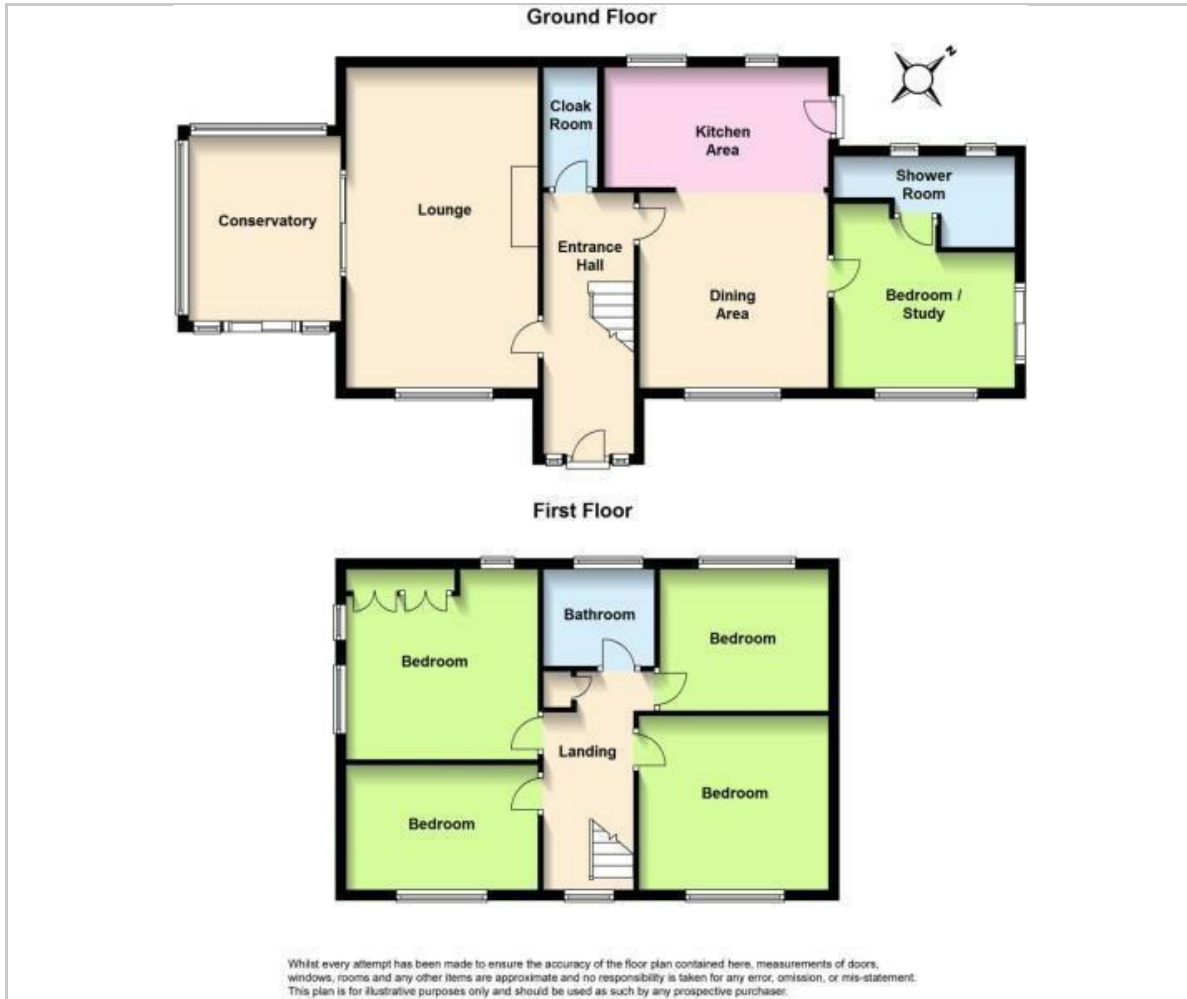 Ground Floor
N
Cloak
Room
Kitchen
Area
Shower
Room
Lounge
Conservatory
Entrance
Hall
Dining
Area
Bedroom /
Study
First Floor
Bathroom
Bedroom
Bedroom
Landing
Bedroom
Bedroom
Whilst every attempt has been made to ensure the accuracy of the floor plan contained here, measurements of doors,
windows, rooms and any other items are approximate and no responsibility is taken for any error, omission, or mis-statement.
This plan is for illustrative purposes only and should be used as such by any prospective purchaser.